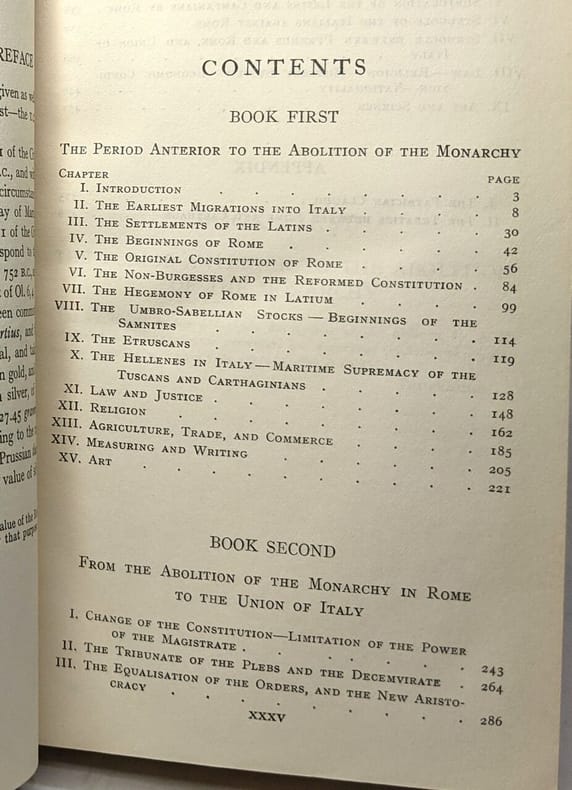 CONTENTS
BOOK FIRST
The Period Anterior to the Abolition of the Monarchy
Chapter PAGE
I. Introduction . . . . . . . 3
II. The Earliest Migrations into Italy . . . . 8
III. The Settlements of the Latins . . . . 30
IV. The Beginnings of Rome . . . . . 42
V. The Original Constitution of Rome . . . . 56
VI. The Non-Burgesses and the Reformed Constitution . 84
VII. The Hegemony of Rome in Latium . . . . 99
VIII. The Umbro-Sabellian Stocks — Beginnings of the
Samnites . . . . . . . 114
IX. The Etruscans . . . . . . . 119
X. The Hellenes in Italy — Maritime Supremacy of the
Tuscans and Carthaginians . . . . 128
XI. Law and Justice . . . . . . . 148
XII. Religion . . . . . . . 162
XIII. Agriculture, Trade, and Commerce . . . . 185
XIV. Measuring and Writing . . . . . 205
XV. Art . . . . . . . . 221
BOOK SECOND
From the Abolition of the Monarchy in Rome
to the Union of Italy
I. Change of the Constitution—Limitation of the Power
of the Magistrate . . . . . . 243
II. The Tribunate of the Plebs and the Decemvirate . 264
III. The Equalisation of the Orders, and the New Aristo-
cracy . . . . . . . . 286
XXXV